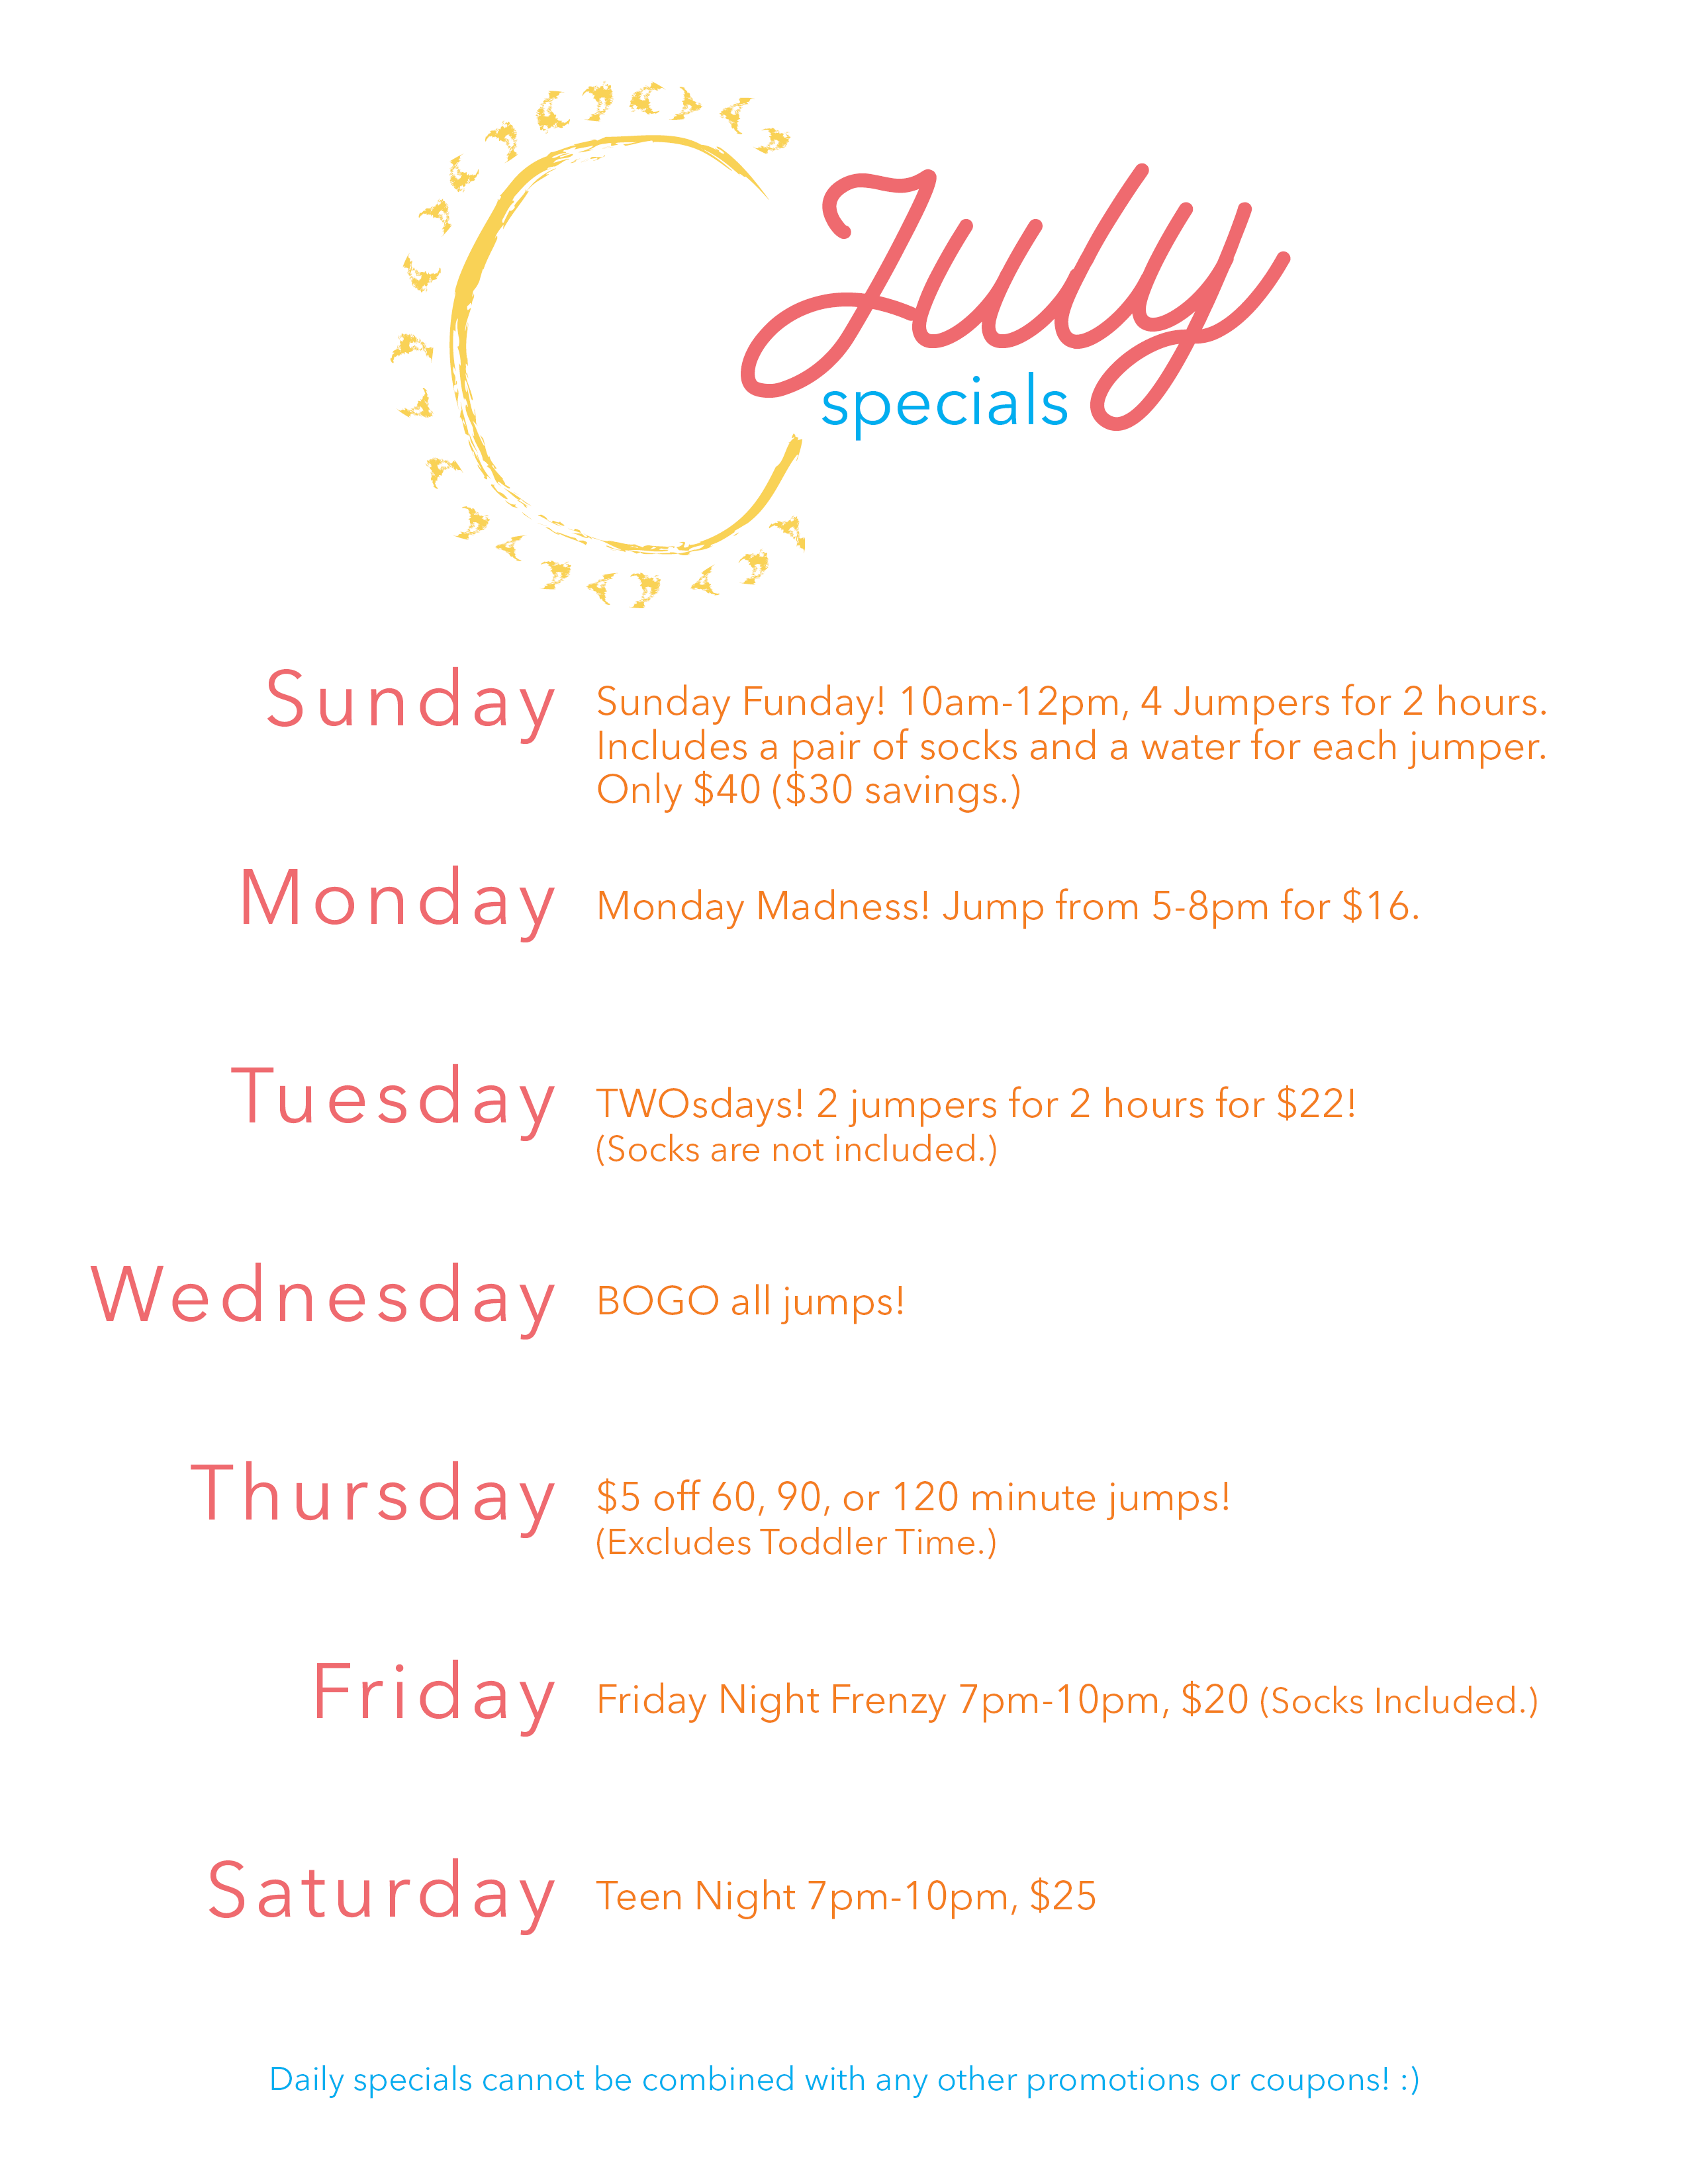 July
specials
Sunday
Sunday Funday! 10am-12pm, 4 Jumpers for 2 hours.
Includes a pair of socks and a water for each jumper.
Only $40 ($30 savings.)
Monday
Monday Madness! Jump from 5-8pm for $16.
Tuesday
TWOsdays! 2 jumpers for 2 hours for $22!
(Socks are not included.)
Wednesday
BOGO all jumps!
Thursday
$5 off 60, 90, or 120 minute jumps!
(Excludes Toddler Time.)
Friday
Friday Night Frenzy 7pm-10pm, $20 (Socks Included.)
Saturday
Teen Night 7pm-10pm, $25
Daily specials cannot be combined with any other promotions or coupons! :)